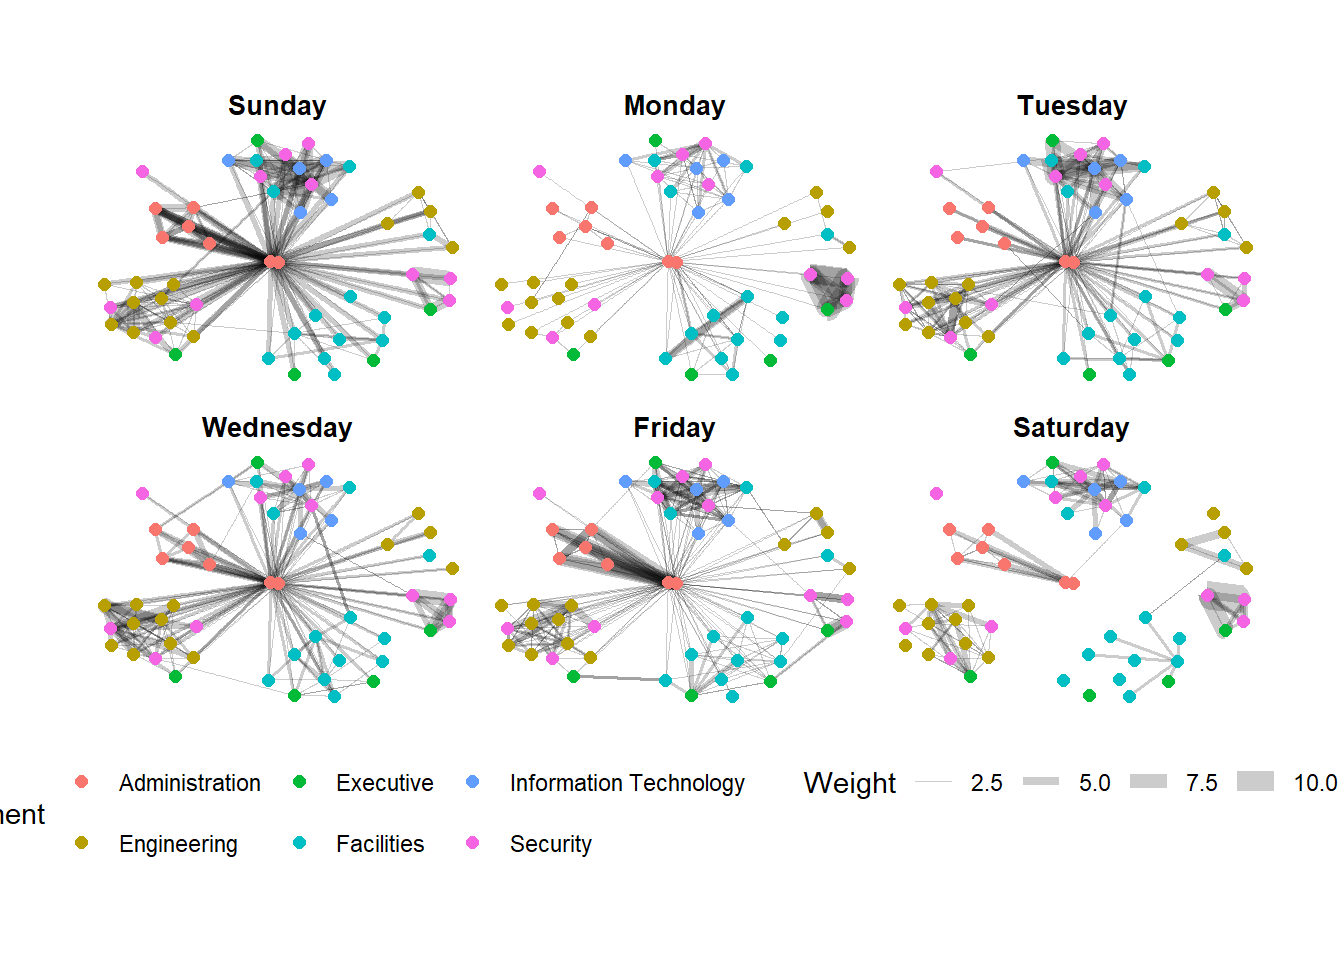 Sunday Monday Tuesday
Wednesday Friday Saturday
Administration Executive Information Technology Weight 2.5 5.0 7.5 10.0
Engineering Facilities Security